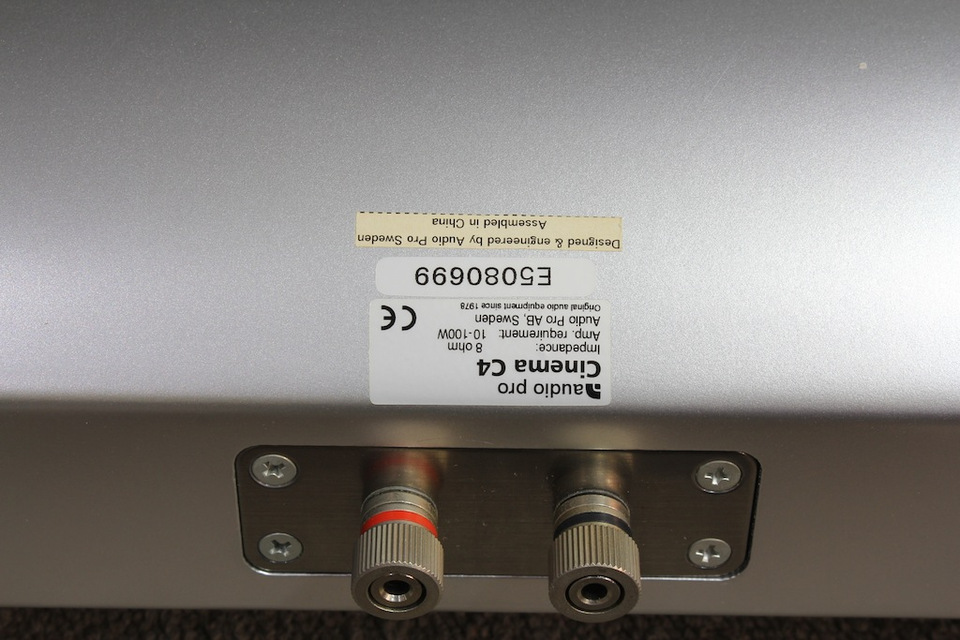 audio pro
Cinema C4
Impedance: 8 ohm
Amp. requirement: 10-100W
Audio Pro AB, Sweden
Original audio equipment since 1978
CE
E5080699
Designed & engineered by Audio Pro Sweden
Assembled in China